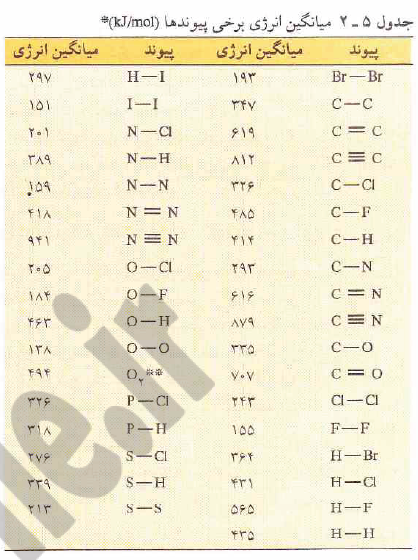 جدول ۵ ـ ۲ میانگین انرژی برخی پیوندها (kJ/mol)*
پیوند میانگین انرژی پیوند میانگین انرژی
Br—Br ۱۹۳ H—I ۲۹۷
C—C ۳۴۷ I—I ۱۵۱
C=C ۶۱۹ N—Cl ۲۰۱
C≡C ۸۱۲ N—H ۳۸۹
C—Cl ۳۲۶ N—N ۱۵۹
C—F ۴۸۵ N=N ۴۱۸
C—H ۴۱۴ N≡N ۹۴۱
C—N ۲۹۳ O—Cl ۲۰۵
C=N ۶۱۶ O—F ۱۸۴
C≡N ۸۷۹ O—H ۴۶۳
C—O ۳۳۵ O—O ۱۳۸
C=O ۷۰۷ O₂** ۴۹۴
Cl—Cl ۲۴۳ P—Cl ۳۲۶
F—F ۱۵۵ P—H ۳۱۸
H—Br ۳۶۴ S—Cl ۲۷۶
H—Cl ۴۳۱ S—H ۳۳۹
H—F ۵۶۵ S—S ۲۱۳
H—H ۴۳۵